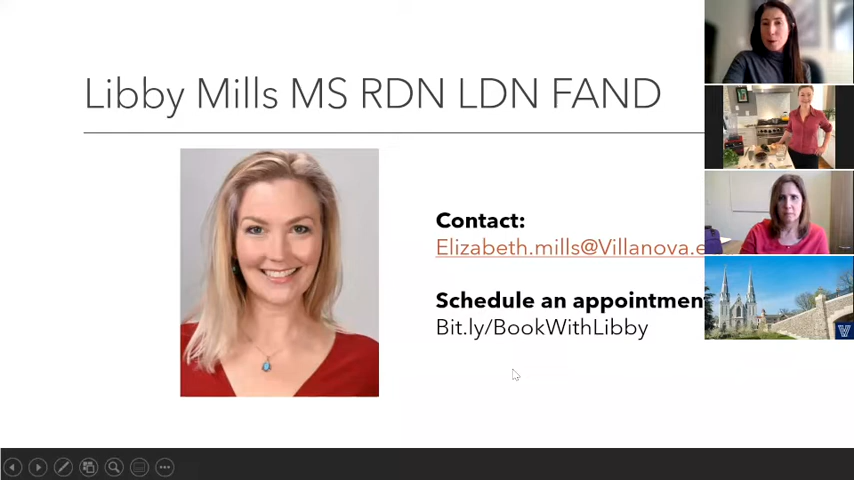 Libby Mills MS RDN LDN FAND
Contact:
Elizabeth.mills@Villanova.e
Schedule an appointmen
Bit.ly/BookWithLibby
V